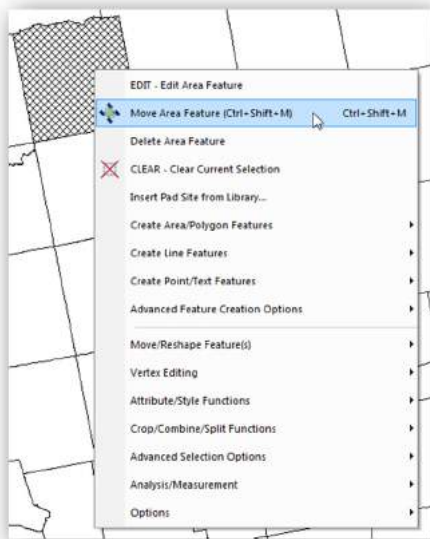 EDIT - Edit Area Feature
Move Area Feature (Ctrl+Shift+M) Ctrl+Shift+M
Delete Area Feature
CLEAR - Clear Current Selection
Insert Pad Site from Library...
Create Area/Polygon Features
Create Line Features
Create Point/Text Features
Advanced Feature Creation Options
Move/Reshape Feature(s)
Vertex Editing
Attribute/Style Functions
Crop/Combine/Split Functions
Advanced Selection Options
Analysis/Measurement
Options